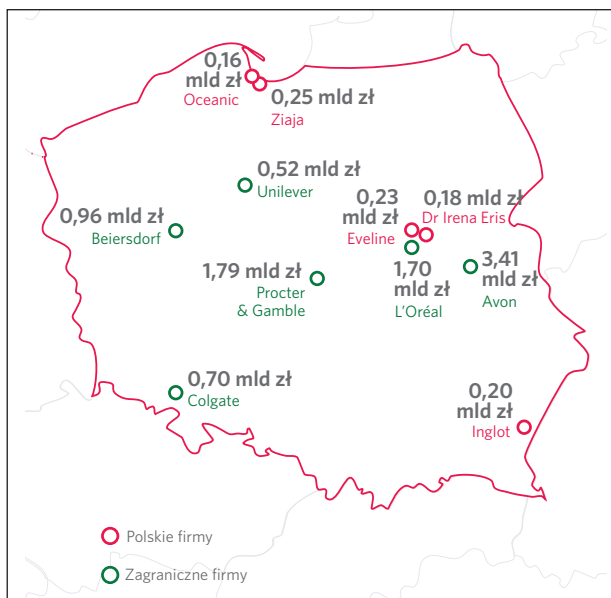 0,16
mld zł
Oceanic
0,25 mld zł
Ziaja
0,52 mld zł
Unilever
0,96 mld zł
Beiersdorf
0,23
mld zł
Eveline
0,18 mld zł
Dr Irena Eris
1,79 mld zł
Procter
& Gamble
1,70
mld zł
L'Oréal
3,41
mld zł
Avon
0,70 mld zł
Colgate
0,20
mld zł
Inglot
Polskie firmy
Zagraniczne firmy